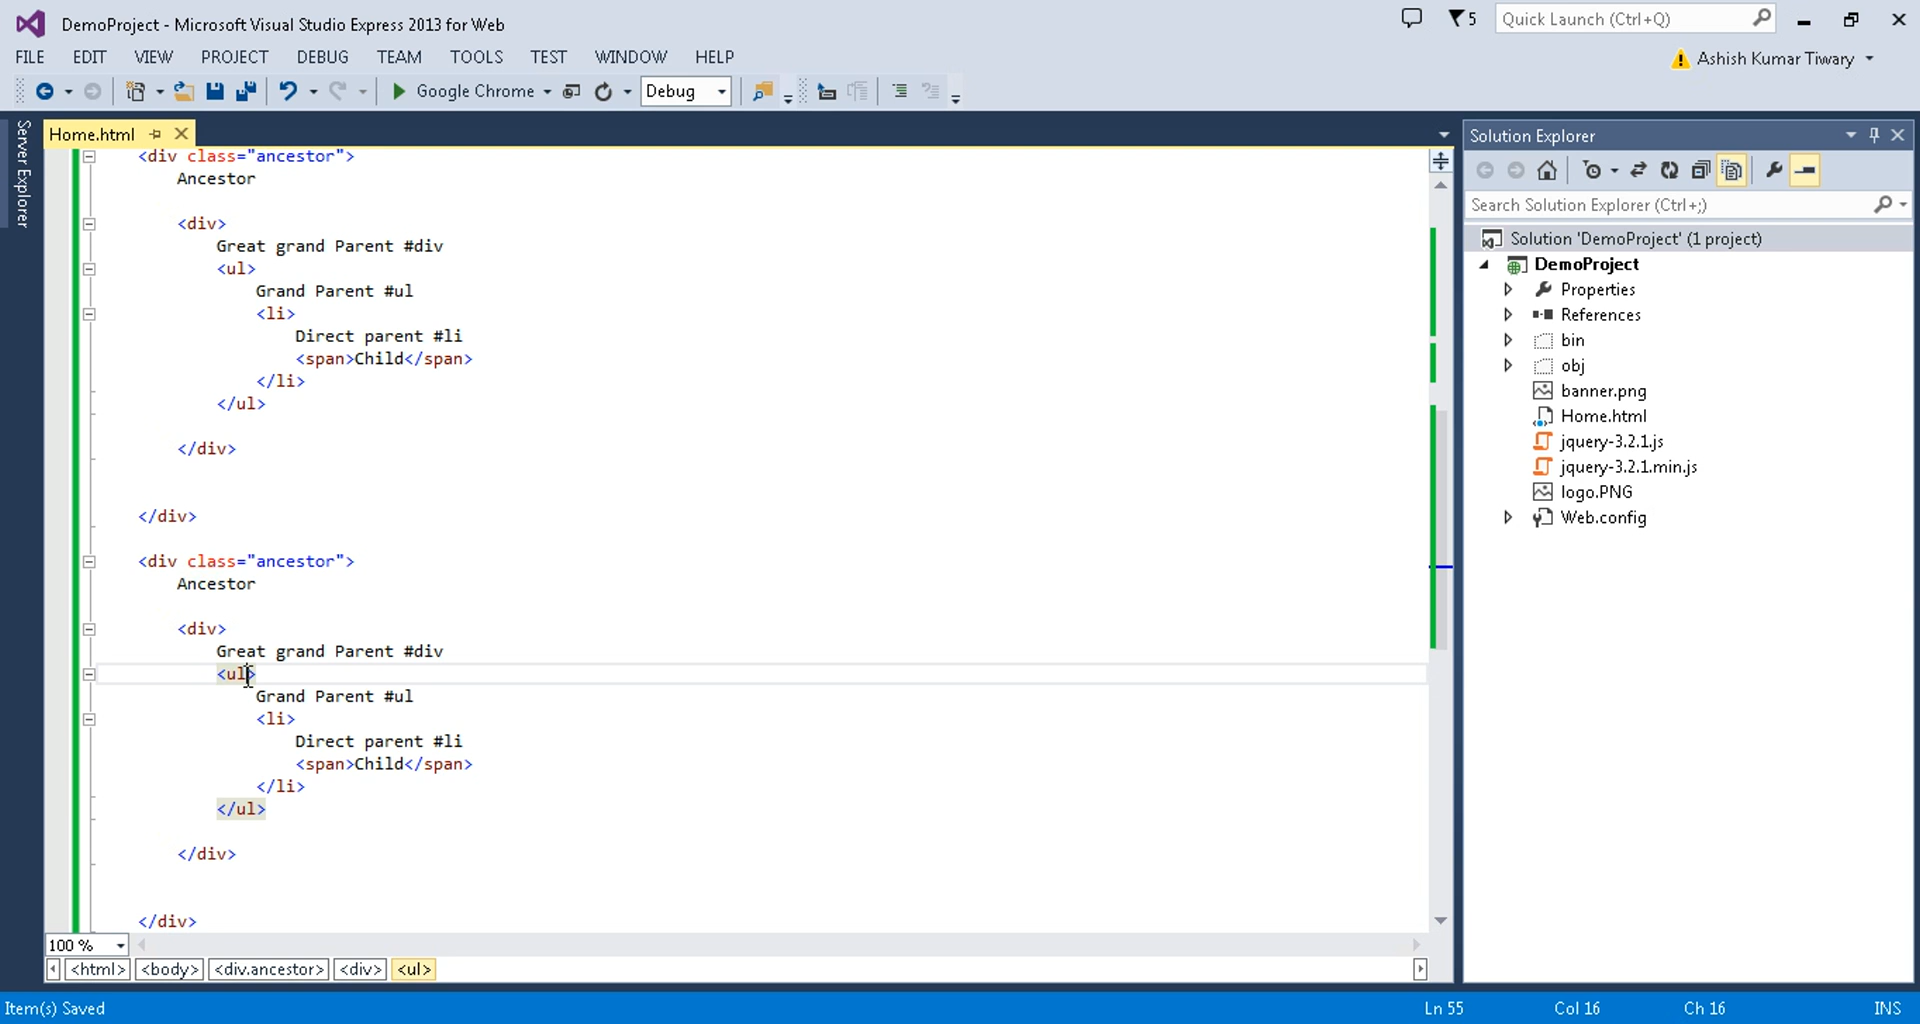 DemoProject - Microsoft Visual Studio Express 2013 for Web
5
Quick Launch (Ctrl+Q)
FILE EDIT VIEW PROJECT DEBUG TEAM TOOLS TEST WINDOW HELP
Ashish Kumar Tiwary
Google Chrome
Debug
Server Explorer
Home.html
<div class="ancestor">
Ancestor
<div>
Great grand Parent #div
<ul>
Grand Parent #ul
<li>
Direct parent #li
<span>Child</span>
</li>
</ul>
</div>
</div>
<div class="ancestor">
Ancestor
<div>
Great grand Parent #div
<ul>
Grand Parent #ul
<li>
Direct parent #li
<span>Child</span>
</li>
</ul>
</div>
</div>
100 %
<html> <body> <div.ancestor> <div> <ul>
Solution Explorer
Search Solution Explorer (Ctrl+;)
Solution 'DemoProject' (1 project)
DemoProject
Properties
References
bin
obj
banner.png
Home.html
jquery-3.2.1.js
jquery-3.2.1.min.js
logo.PNG
Web.config
Item(s) Saved
Ln 55 Col 16 Ch 16 INS